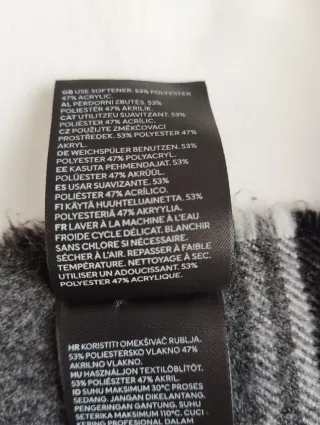 GB USE SOFTENER. 53% POLYESTER
47% ACRYLIC.
AL PËRDORNI ZBUTËS. 53%
POLIESTËR 47% AKRILIK.
CAT UTILITZEU SUAVITZANT. 53%
POLIÈSTER 47% ACRÍLIC.
CZ POUŽIJTE ZMĚKČOVACÍ
PROSTŘEDEK. 53% POLYESTER 47%
AKRYL.
DE WEICHSPÜLER BENUTZEN. 53%
POLYESTER 47% POLYACRYL.
EE KASUTA PEHMENDAJAT. 53%
POLÜESTER 47% AKRÜÜL.
ES USAR SUAVIZANTE. 53%
POLIÉSTER 47% ACRÍLICO.
FI KÄYTÄ HUUHTELUAINETTA. 53%
POLYESTERIÄ 47% AKRYYLIA.
FR LAVER À LA MACHINE À L'EAU
FROIDE CYCLE DÉLICAT. BLANCHIR
SANS CHLORE SI NÉCESSAIRE.
SÉCHER À L'AIR. REPASSER À FAIBLE
TEMPÉRATURE. NETTOYAGE À SEC.
UTILISER UN ADOUCISSANT. 53%
POLYESTER 47% ACRYLIQUE.
HR KORISTITI OMEKŠIVAČ RUBLJA.
53% POLIESTERSKO VLAKNO 47%
AKRILNO VLAKNO.
HU HASZNÁLJON TEXTILÖBLÍTŐT.
53% POLIÉSZTER 47% AKRIL.
ID SUHU MAKSIMUM 30°C PROSES
SEDANG. JANGAN DIKELANTANG.
PENGERINGAN GANTUNG. SUHU
SETERIKA MAKSIMUM 110°C. CUCI
KERING PROFESIONAL DALAM